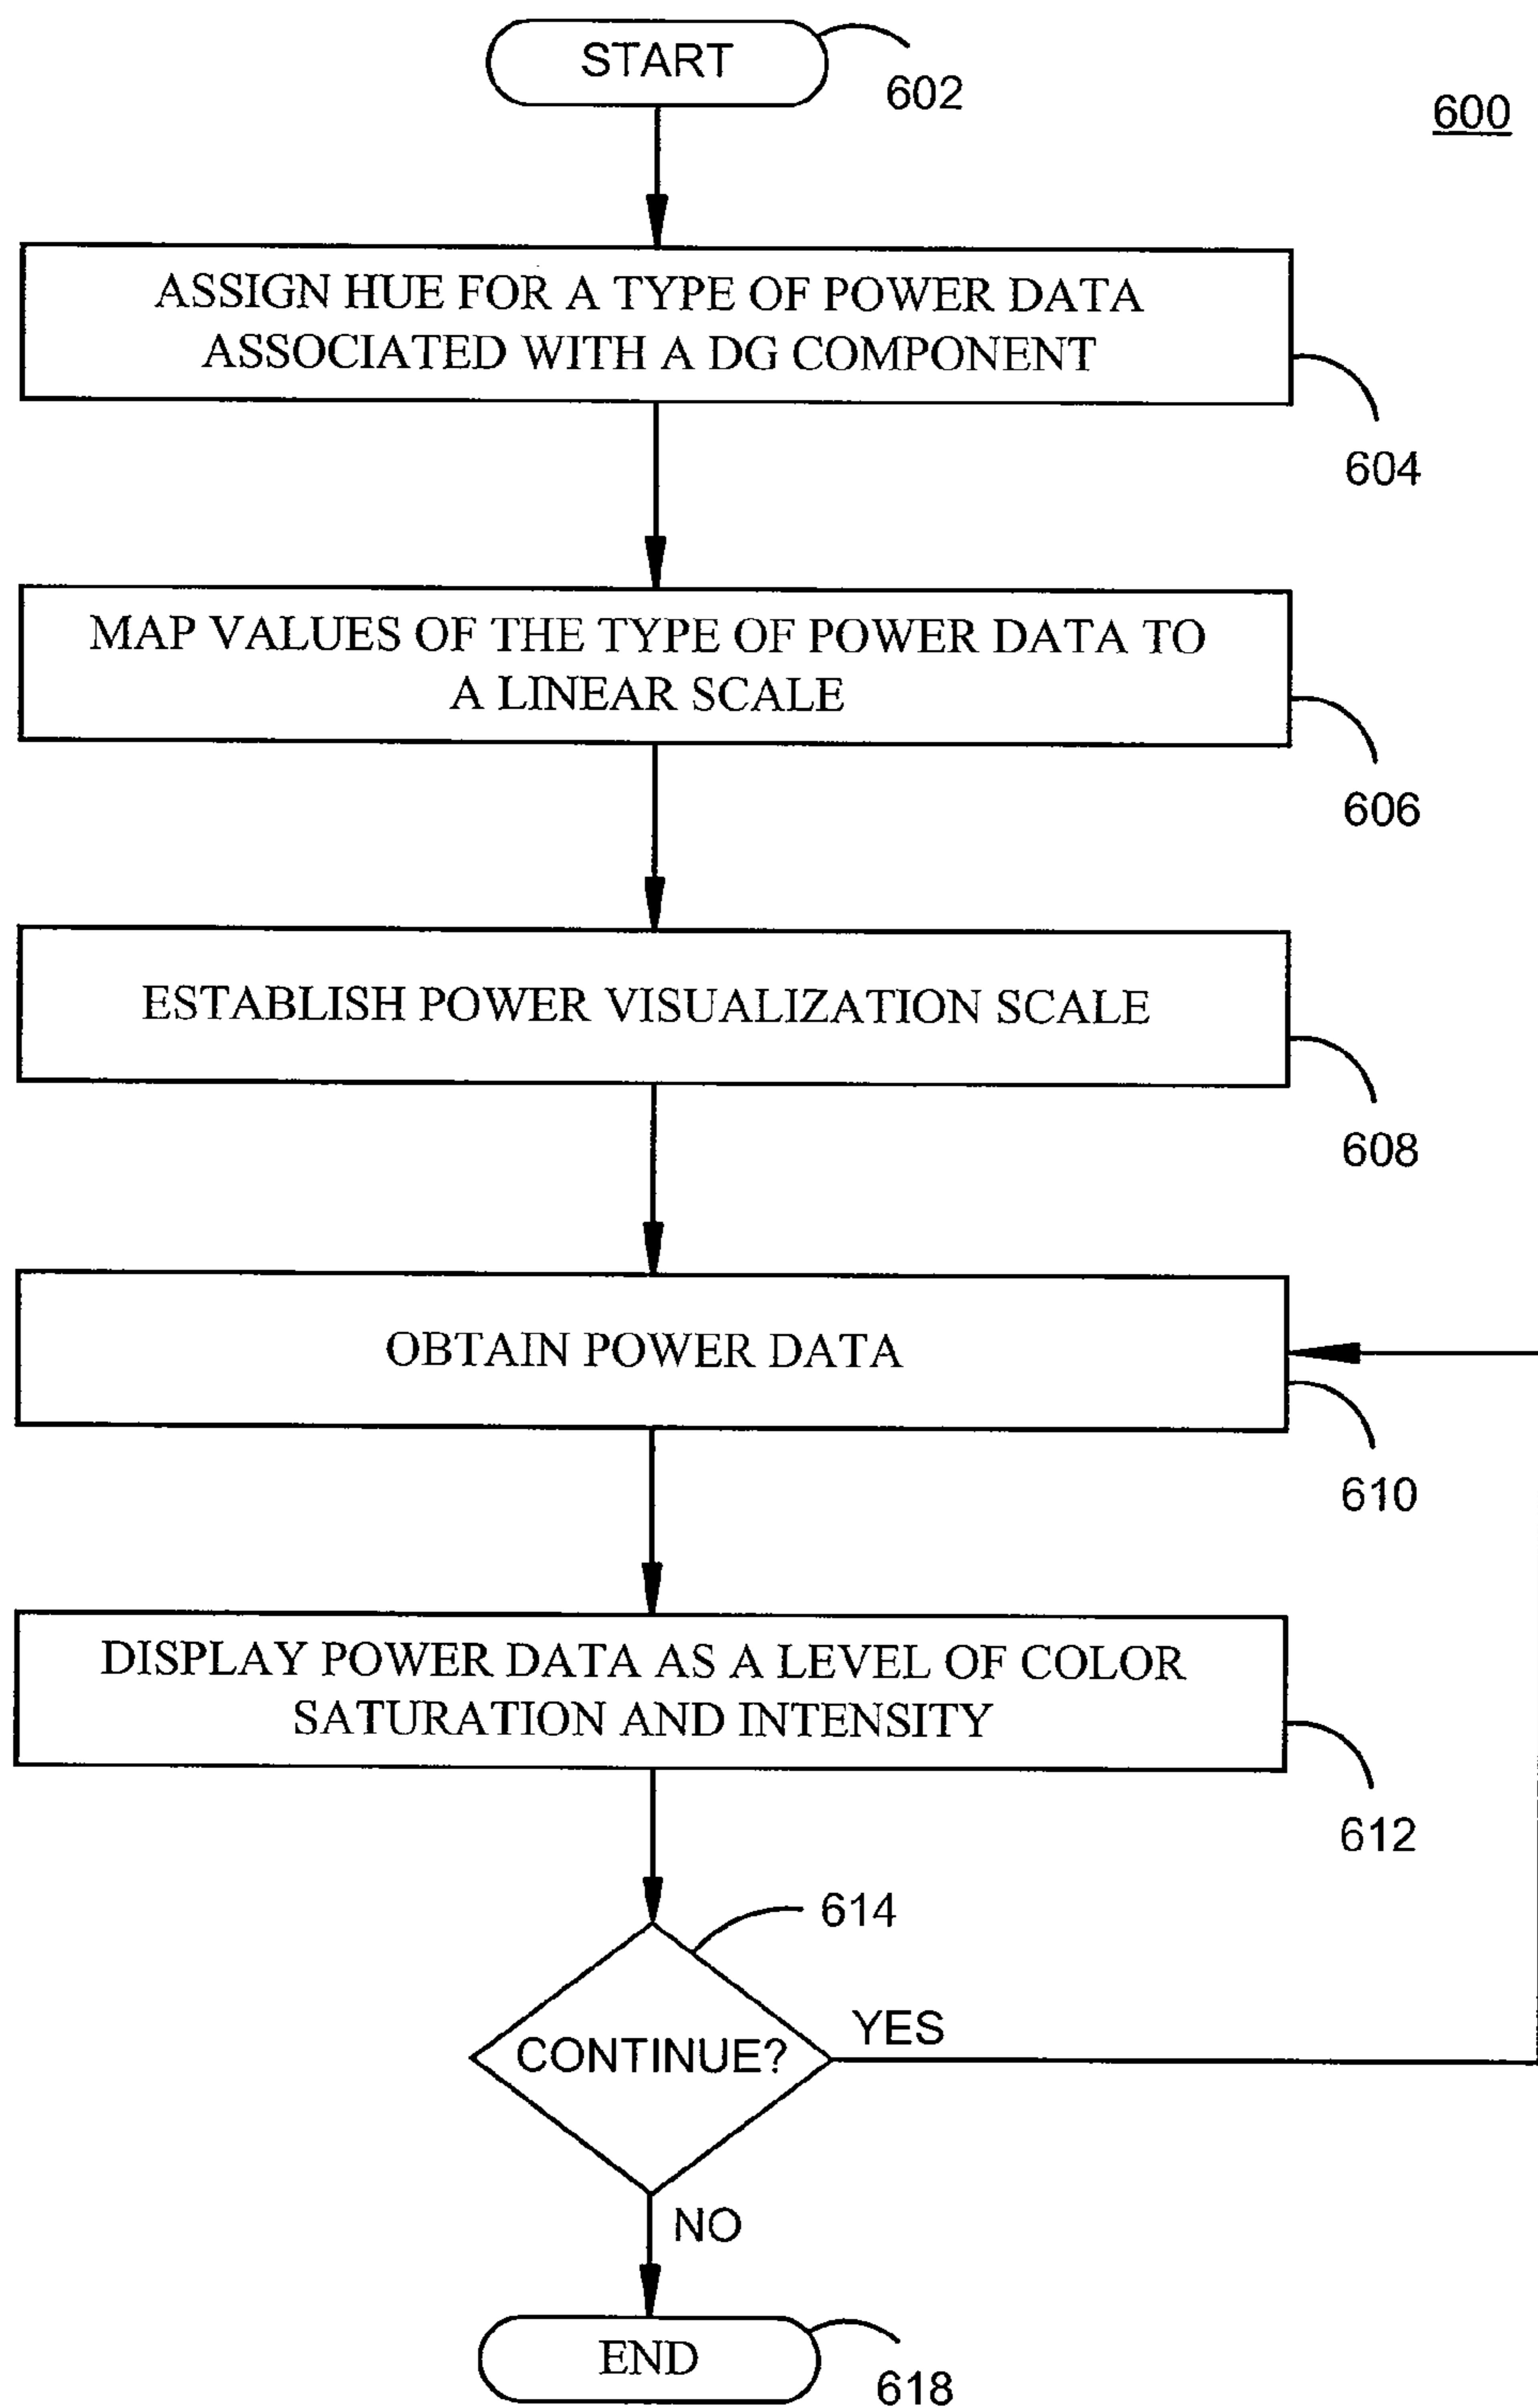 START
602
600
ASSIGN HUE FOR A TYPE OF POWER DATA
ASSOCIATED WITH A DG COMPONENT
604
MAP VALUES OF THE TYPE OF POWER DATA TO
A LINEAR SCALE
606
ESTABLISH POWER VISUALIZATION SCALE
608
OBTAIN POWER DATA
610
DISPLAY POWER DATA AS A LEVEL OF COLOR
SATURATION AND INTENSITY
612
614
CONTINUE?
YES
NO
END
618